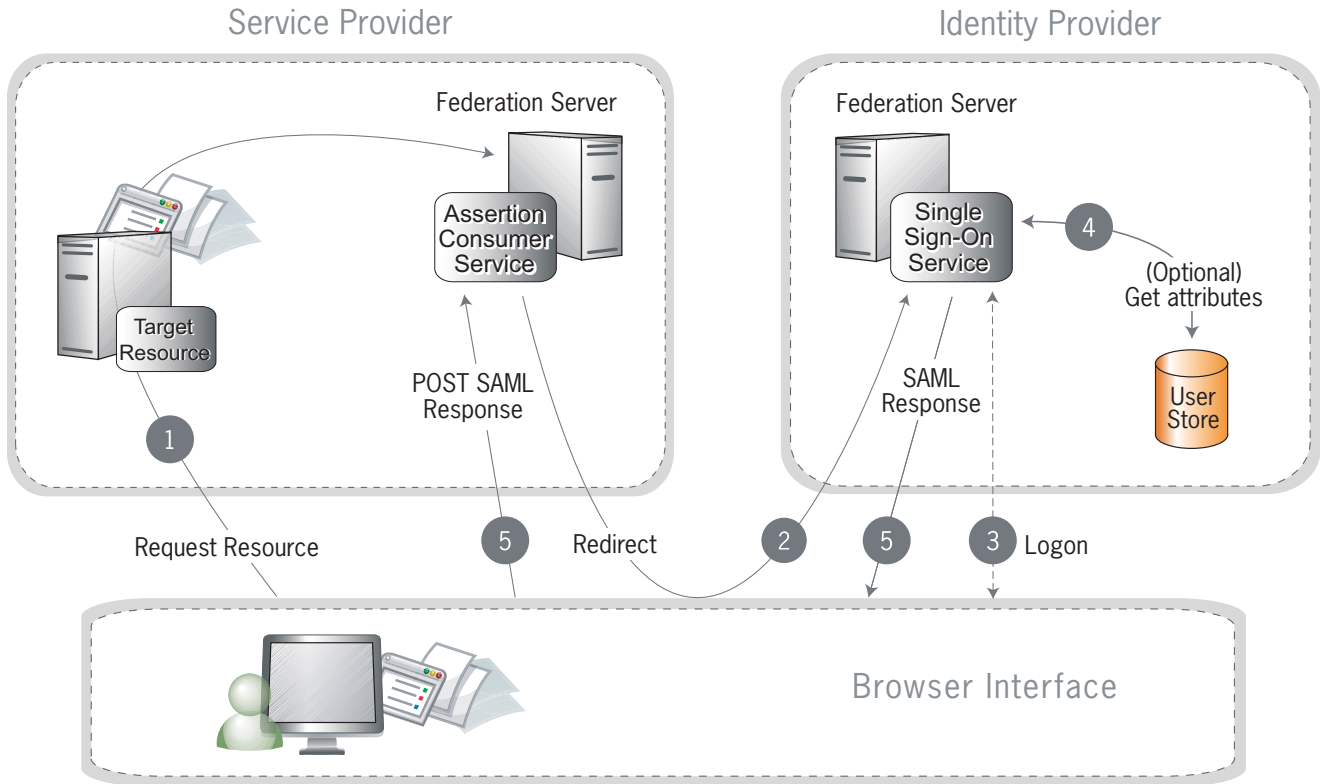 Service Provider
Identity Provider
Federation Server
Assertion
Consumer
Service
Target
Resource
POST SAML
Response
1
Request Resource
5
Redirect
Federation Server
Single
Sign-On
Service
4
(Optional)
Get attributes
User
Store
SAML
Response
2
5
3
Logon
Browser Interface